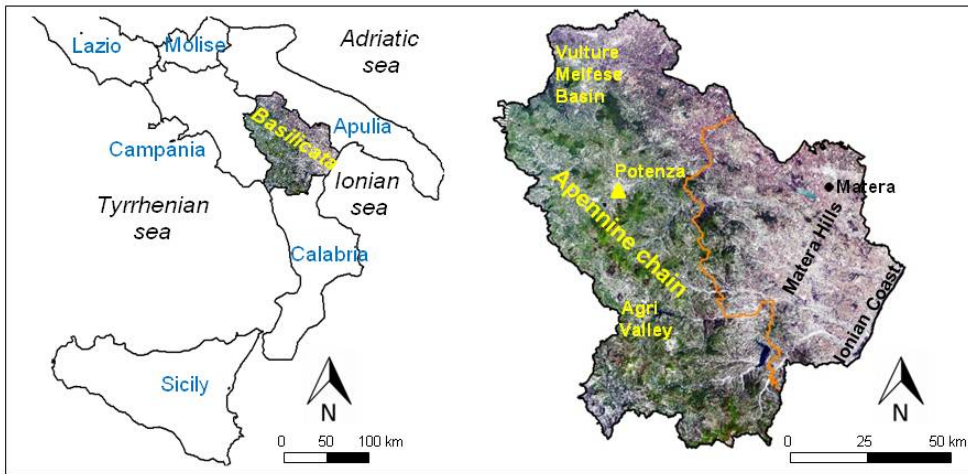 Lazio
Molise
Adriatic
sea
Basilicata
Apulia
Campania
Ionian
sea
Tyrrhenian
sea
Calabria
Sicily
N
0 50 100 km
Vulture
Melfese
Basin
Potenza
Matera
Apennine chain
Matera Hills
Agri
Valley
Ionian Coast
N
0 25 50 km